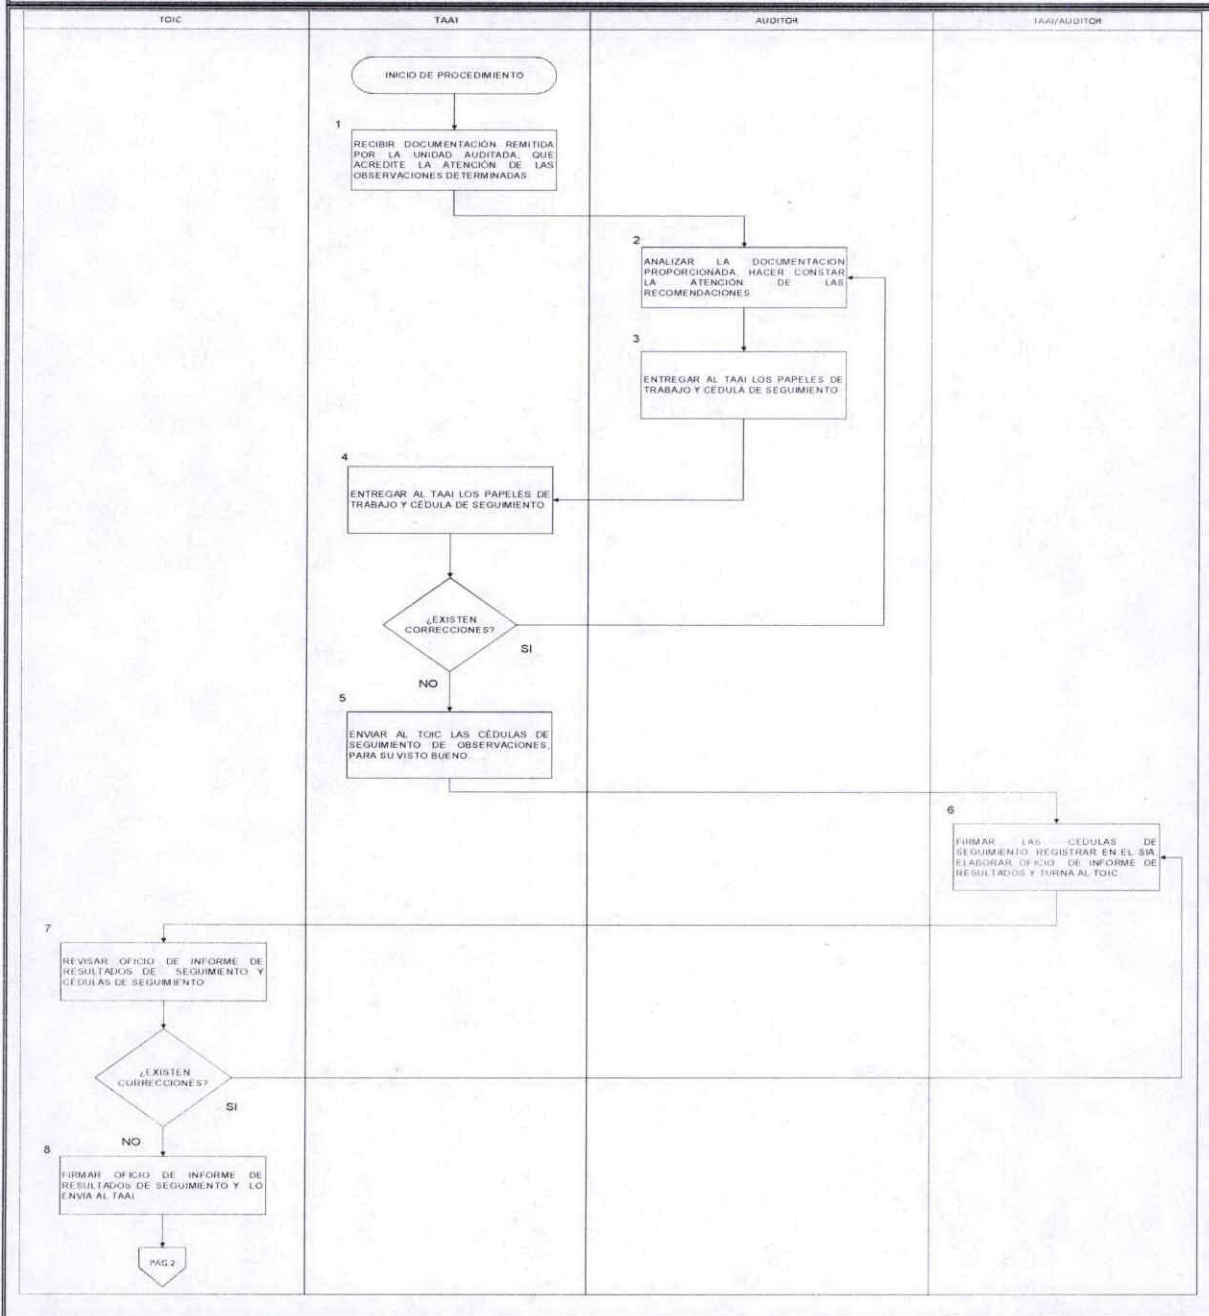 TOIC
TAAI
AUDITOR
TAAI/AUDITOR
INICIO DE PROCEDIMIENTO
1
RECIBIR DOCUMENTACIÓN REMITIDA
POR LA UNIDAD AUDITADA, QUE
ACREDITE LA ATENCIÓN DE LAS
OBSERVACIONES DETERMINADAS
2
ANALIZAR LA DOCUMENTACION
PROPORCIONADA, HACER CONSTAR
LA ATENCIÓN DE LAS
RECOMENDACIONES
3
ENTREGAR AL TAAI LOS PAPELES DE
TRABAJO Y CÉDULA DE SEGUIMIENTO
4
ENTREGAR AL TAAI LOS PAPELES DE
TRABAJO Y CÉDULA DE SEGUIMIENTO
¿EXISTEN
CORRECCIONES?
SI
NO
5
ENVIAR AL TOIC LAS CÉDULAS DE
SEGUIMIENTO DE OBSERVACIONES,
PARA SU VISTO BUENO
6
FIRMAR LAS CÉDULAS DE
SEGUIMIENTO, REGISTRAR EN EL SIA,
ELABORAR OFICIO DE INFORME DE
RESULTADOS Y TURNA AL TOIC
7
REVISAR OFICIO DE INFORME DE
RESULTADOS DE SEGUIMIENTO Y
CÉDULAS DE SEGUIMIENTO
¿EXISTEN
CORRECCIONES?
SI
NO
8
FIRMAR OFICIO DE INFORME DE
RESULTADOS DE SEGUIMIENTO Y LO
ENVIA AL TAAI
PÁG.2